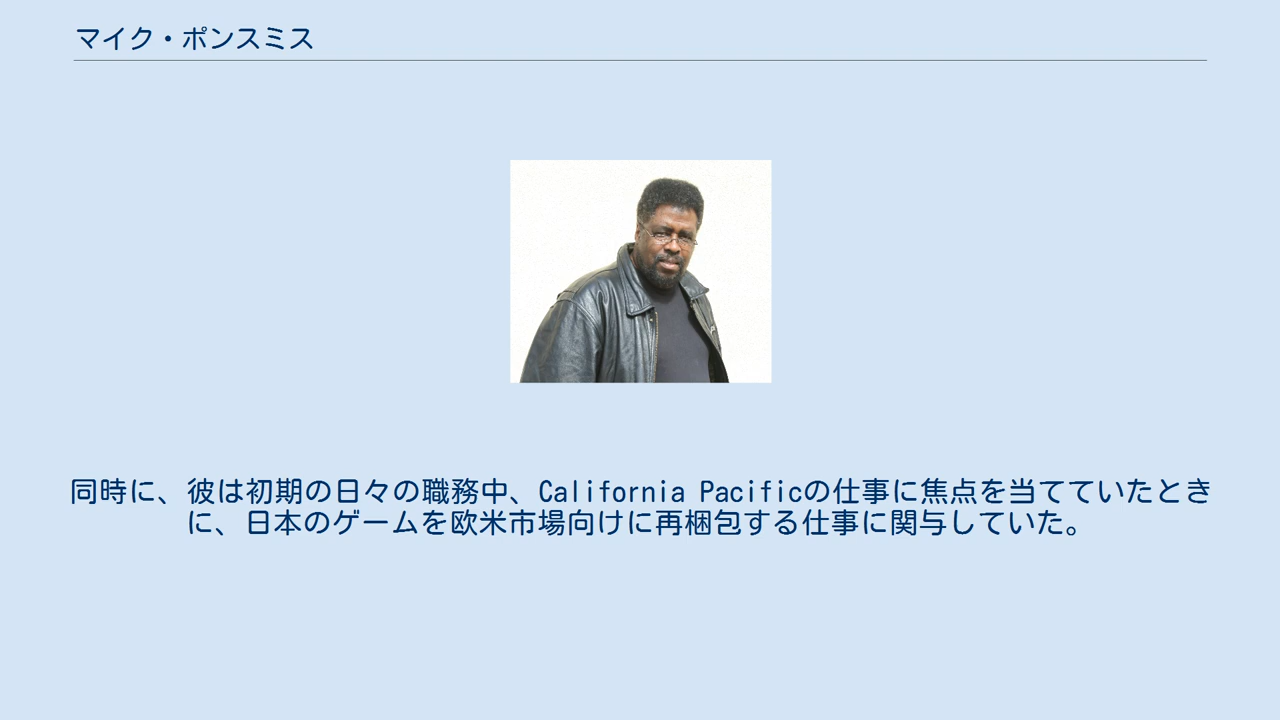 マイク・ポンスミス
同時に、彼は初期の日々の職務中、California Pacificの仕事に焦点を当てていたとき
に、日本のゲームを欧米市場向けに再梱包する仕事に関与していた。